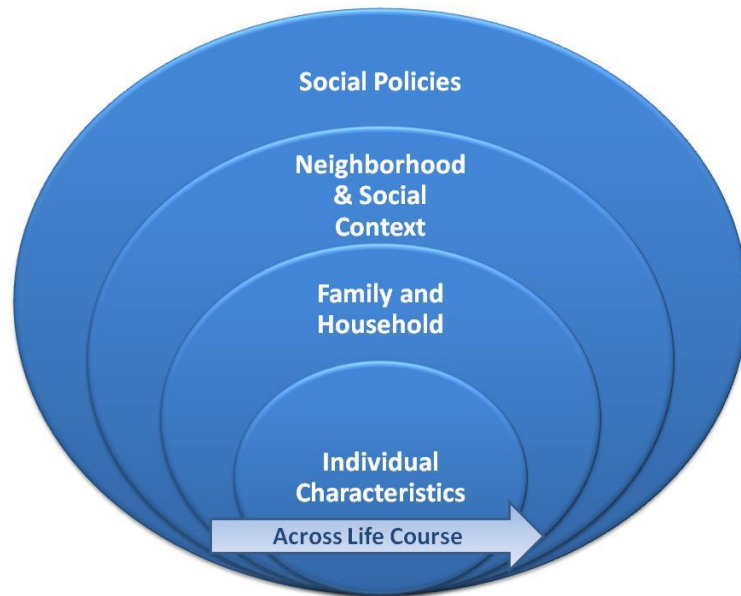 Social Policies
Neighborhood
& Social
Context
Family and
Household
Individual
Characteristics
Across Life Course